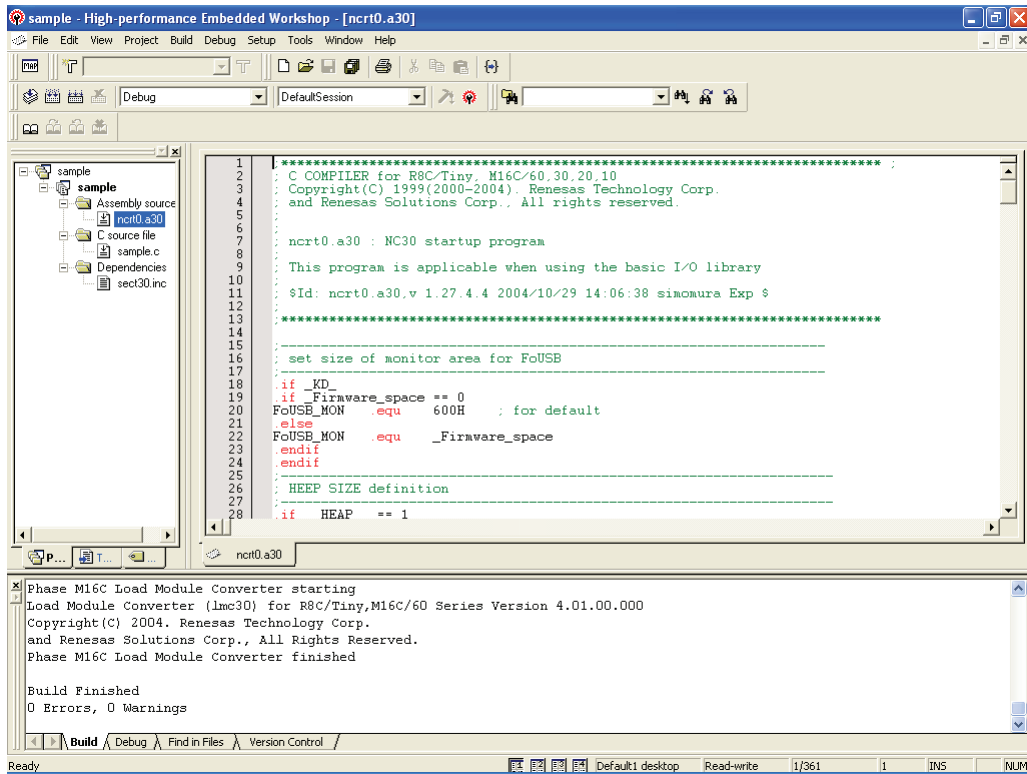 sample - High-performance Embedded Workshop - [ncrt0.a30]
File Edit View Project Build Debug Setup Tools Window Help
MAP
Debug
DefaultSession
sample
sample
Assembly source
ncrt0.a30
C source file
sample.c
Dependencies
sect30.inc
P... T... ...
1 ;*************************************************************************** ;
2 ; C COMPILER for R8C/Tiny, M16C/60,30,20,10
3 ; Copyright(C) 1999(2000-2004). Renesas Technology Corp.
4 ; and Renesas Solutions Corp., All rights reserved.
5 ;
6 ;
7 ; ncrt0.a30 : NC30 startup program
8 ;
9 ; This program is applicable when using the basic I/O library
10 ;
11 ; $Id: ncrt0.a30,v 1.27.4.4 2004/10/29 14:06:38 simomura Exp $
12 ;
13 ;***************************************************************************
14
15 ;--------------------------------------------------------------------
16 ; set size of monitor area for FoUSB
17 ;--------------------------------------------------------------------
18 .if _KD_
19 .if _Firmware_space == 0
20 FoUSB_MON .equ 600H ; for default
21 .else
22 FoUSB_MON .equ _Firmware_space
23 .endif
24 .endif
25 ;---------------------------------------------------------------------
26 ; HEEP SIZE definition
27 ;---------------------------------------------------------------------
28 .if __HEAP__ == 1
ncrt0.a30
Phase M16C Load Module Converter starting
Load Module Converter (lmc30) for R8C/Tiny,M16C/60 Series Version 4.01.00.000
Copyright(C) 2004. Renesas Technology Corp.
and Renesas Solutions Corp., All Rights Reserved.
Phase M16C Load Module Converter finished
Build Finished
0 Errors, 0 Warnings
Build Debug Find in Files Version Control
Ready Default1 desktop Read-write 1/361 1 INS NUM